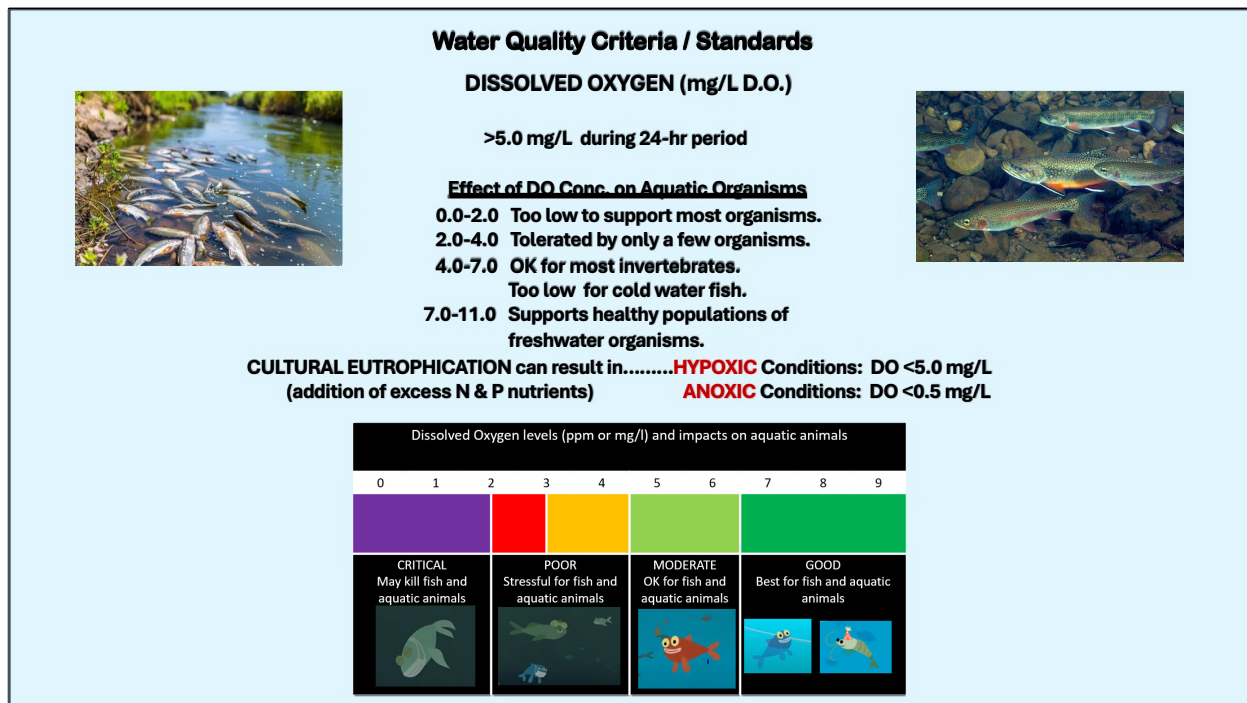 Water Quality Criteria / Standards
DISSOLVED OXYGEN (mg/L D.O.)
>5.0 mg/L during 24-hr period
Effect of DO Conc. on Aquatic Organisms
0.0-2.0 Too low to support most organisms.
2.0-4.0 Tolerated by only a few organisms.
4.0-7.0 OK for most invertebrates.
Too low for cold water fish.
7.0-11.0 Supports healthy populations of
freshwater organisms.
CULTURAL EUTROPHICATION can result in.........HYPOXIC Conditions: DO <5.0 mg/L
(addition of excess N & P nutrients) ANOXIC Conditions: DO <0.5 mg/L
Dissolved Oxygen levels (ppm or mg/l) and impacts on aquatic animals
0 1 2 3 4 5 6 7 8 9
CRITICAL
May kill fish and
aquatic animals
POOR
Stressful for fish and
aquatic animals
MODERATE
OK for fish and
aquatic animals
GOOD
Best for fish and aquatic
animals